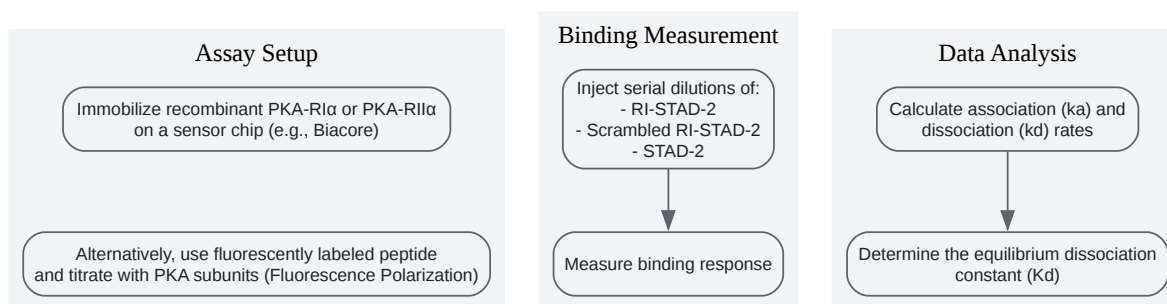 Assay Setup
Immobilize recombinant PKA-RIα or PKA-RIIα
on a sensor chip (e.g., Biacore)
Alternatively, use fluorescently labeled peptide
and titrate with PKA subunits (Fluorescence Polarization)
Binding Measurement
Inject serial dilutions of:
- RI-STAD-2
- Scrambled RI-STAD-2
- STAD-2
Measure binding response
Data Analysis
Calculate association (ka) and
dissociation (kd) rates
Determine the equilibrium dissociation
constant (Kd)